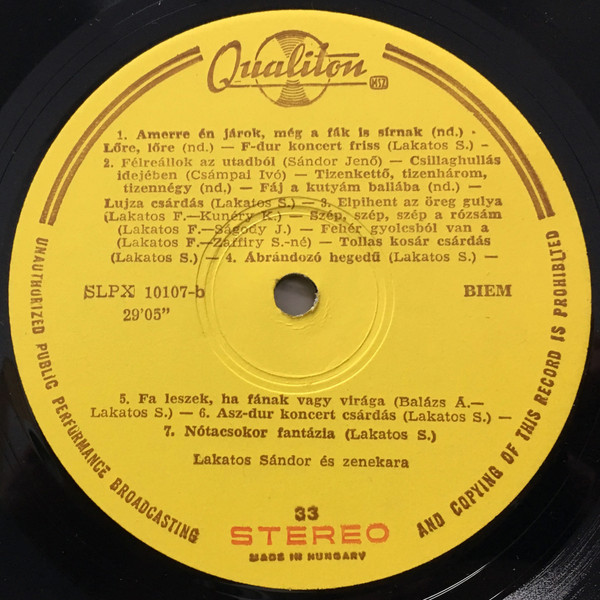 Qualiton
MSZ
1. Amerre én járok, még a fák is sírnak (nd.) -
Lőre, lőre (nd.) — F-dur koncert friss (Lakatos S.) -
2. Félreállok az utadból (Sándor Jenő) — Csillaghullás
idejében (Csámpai Ivó) — Tizenkettő, tizenhárom,
tizennégy (nd.) — Fáj a kutyám ballába (nd.) —
Lujza csárdás (Lakatos S.) — 3. Elpihent az öreg gulya
(Lakatos F.—Kunéry K.) — Szép, szép, szép a rózsám
(Lakatos F.—Ságody J.) — Fehér gyolcsból van a
(Lakatos F.—Záffiry S.-né) — Tollas kosár csárdás
(Lakatos S.) — 4. Ábrándozó hegedű (Lakatos S.) —
SLPX 10107-b
BIEM
29'05"
5. Fa leszek, ha fának vagy virága (Balázs Á.—
Lakatos S.) — 6. Asz-dur koncert csárdás (Lakatos S.) —
7. Nótacsokor fantázia (Lakatos S.)
Lakatos Sándor és zenekara
33
STEREO
MADE IN HUNGARY
UNAUTHORIZED PUBLIC PERFORMANCE BROADCASTING
AND COPYING OF THIS RECORD IS PROHIBITED